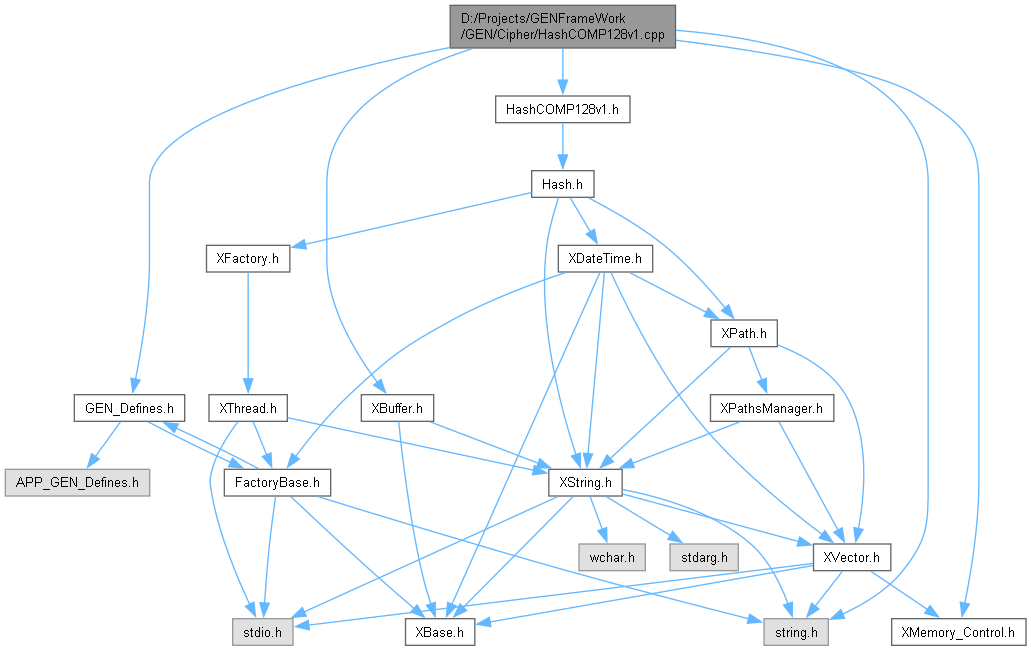 D:/Projects/GENFrameWork
/GEN/Cipher/HashCOMP128v1.cpp
HashCOMP128v1.h
Hash.h
XFactory.h
XDateTime.h
XPath.h
GEN_Defines.h
XThread.h
XBuffer.h
XPathsManager.h
APP_GEN_Defines.h
FactoryBase.h
XString.h
wchar.h
stdarg.h
XVector.h
stdio.h
XBase.h
string.h
XMemory_Control.h